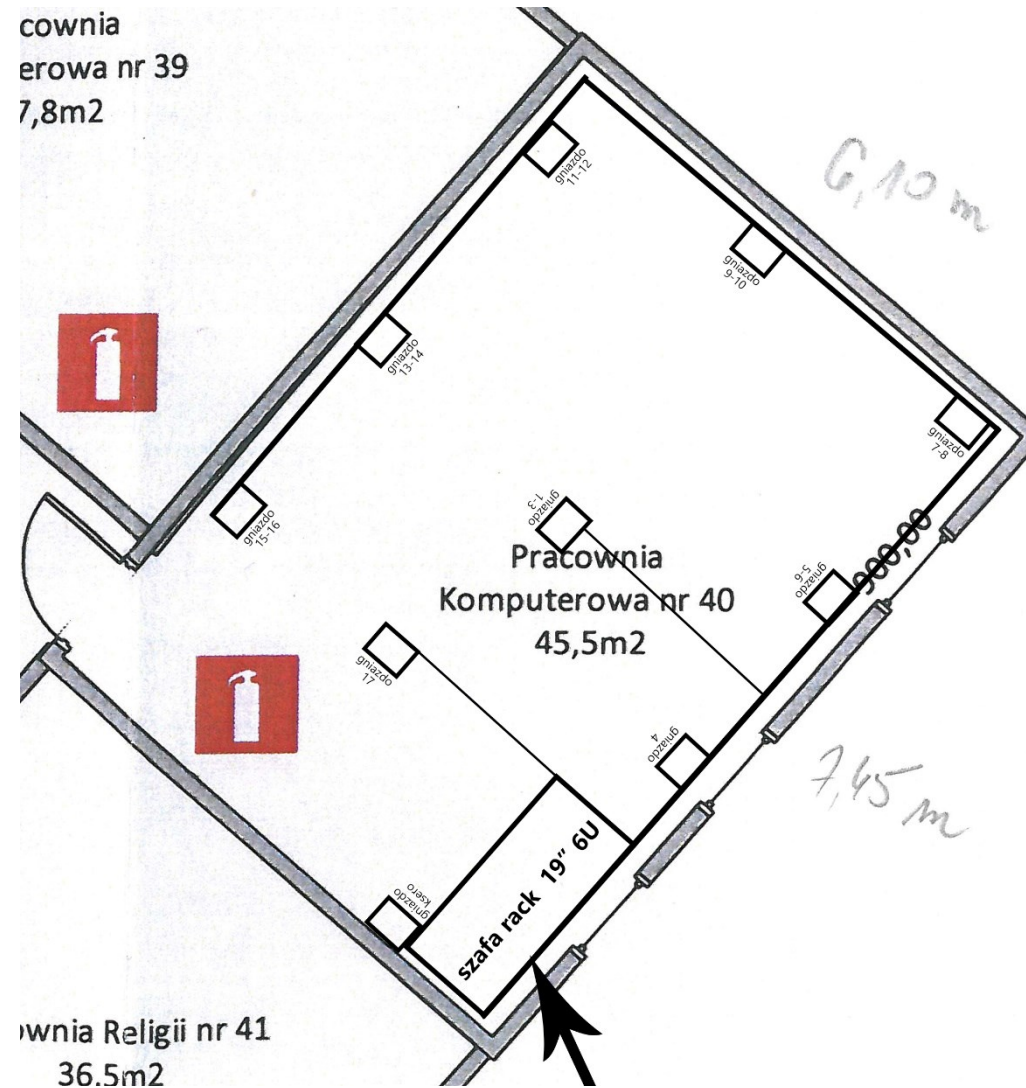 cownia
erowa nr 39
7,8m2
6,10 m
gniazdo
11-12
gniazdo
9-10
gniazdo
13-14
gniazdo
7-8
gniazdo
15-16
gniazdo
1-3
900,00
Pracownia
Komputerowa nr 40
45,5m2
gniazdo
5-6
gniazdo
17
gniazdo
4
7,45 m
szafa rack 19" 6U
gniazdo
ksero
wnia Religii nr 41
36,5m2